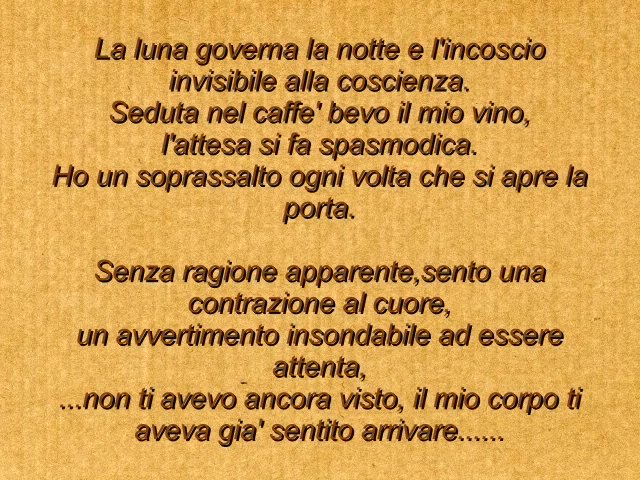 La luna governa la notte e l'incoscio
invisibile alla coscienza.
Seduta nel caffe' bevo il mio vino,
l'attesa si fa spasmodica.
Ho un soprassalto ogni volta che si apre la
porta.
Senza ragione apparente,sento una
contrazione al cuore,
un avvertimento insondabile ad essere
attenta,
...non ti avevo ancora visto, il mio corpo ti
aveva gia' sentito arrivare......